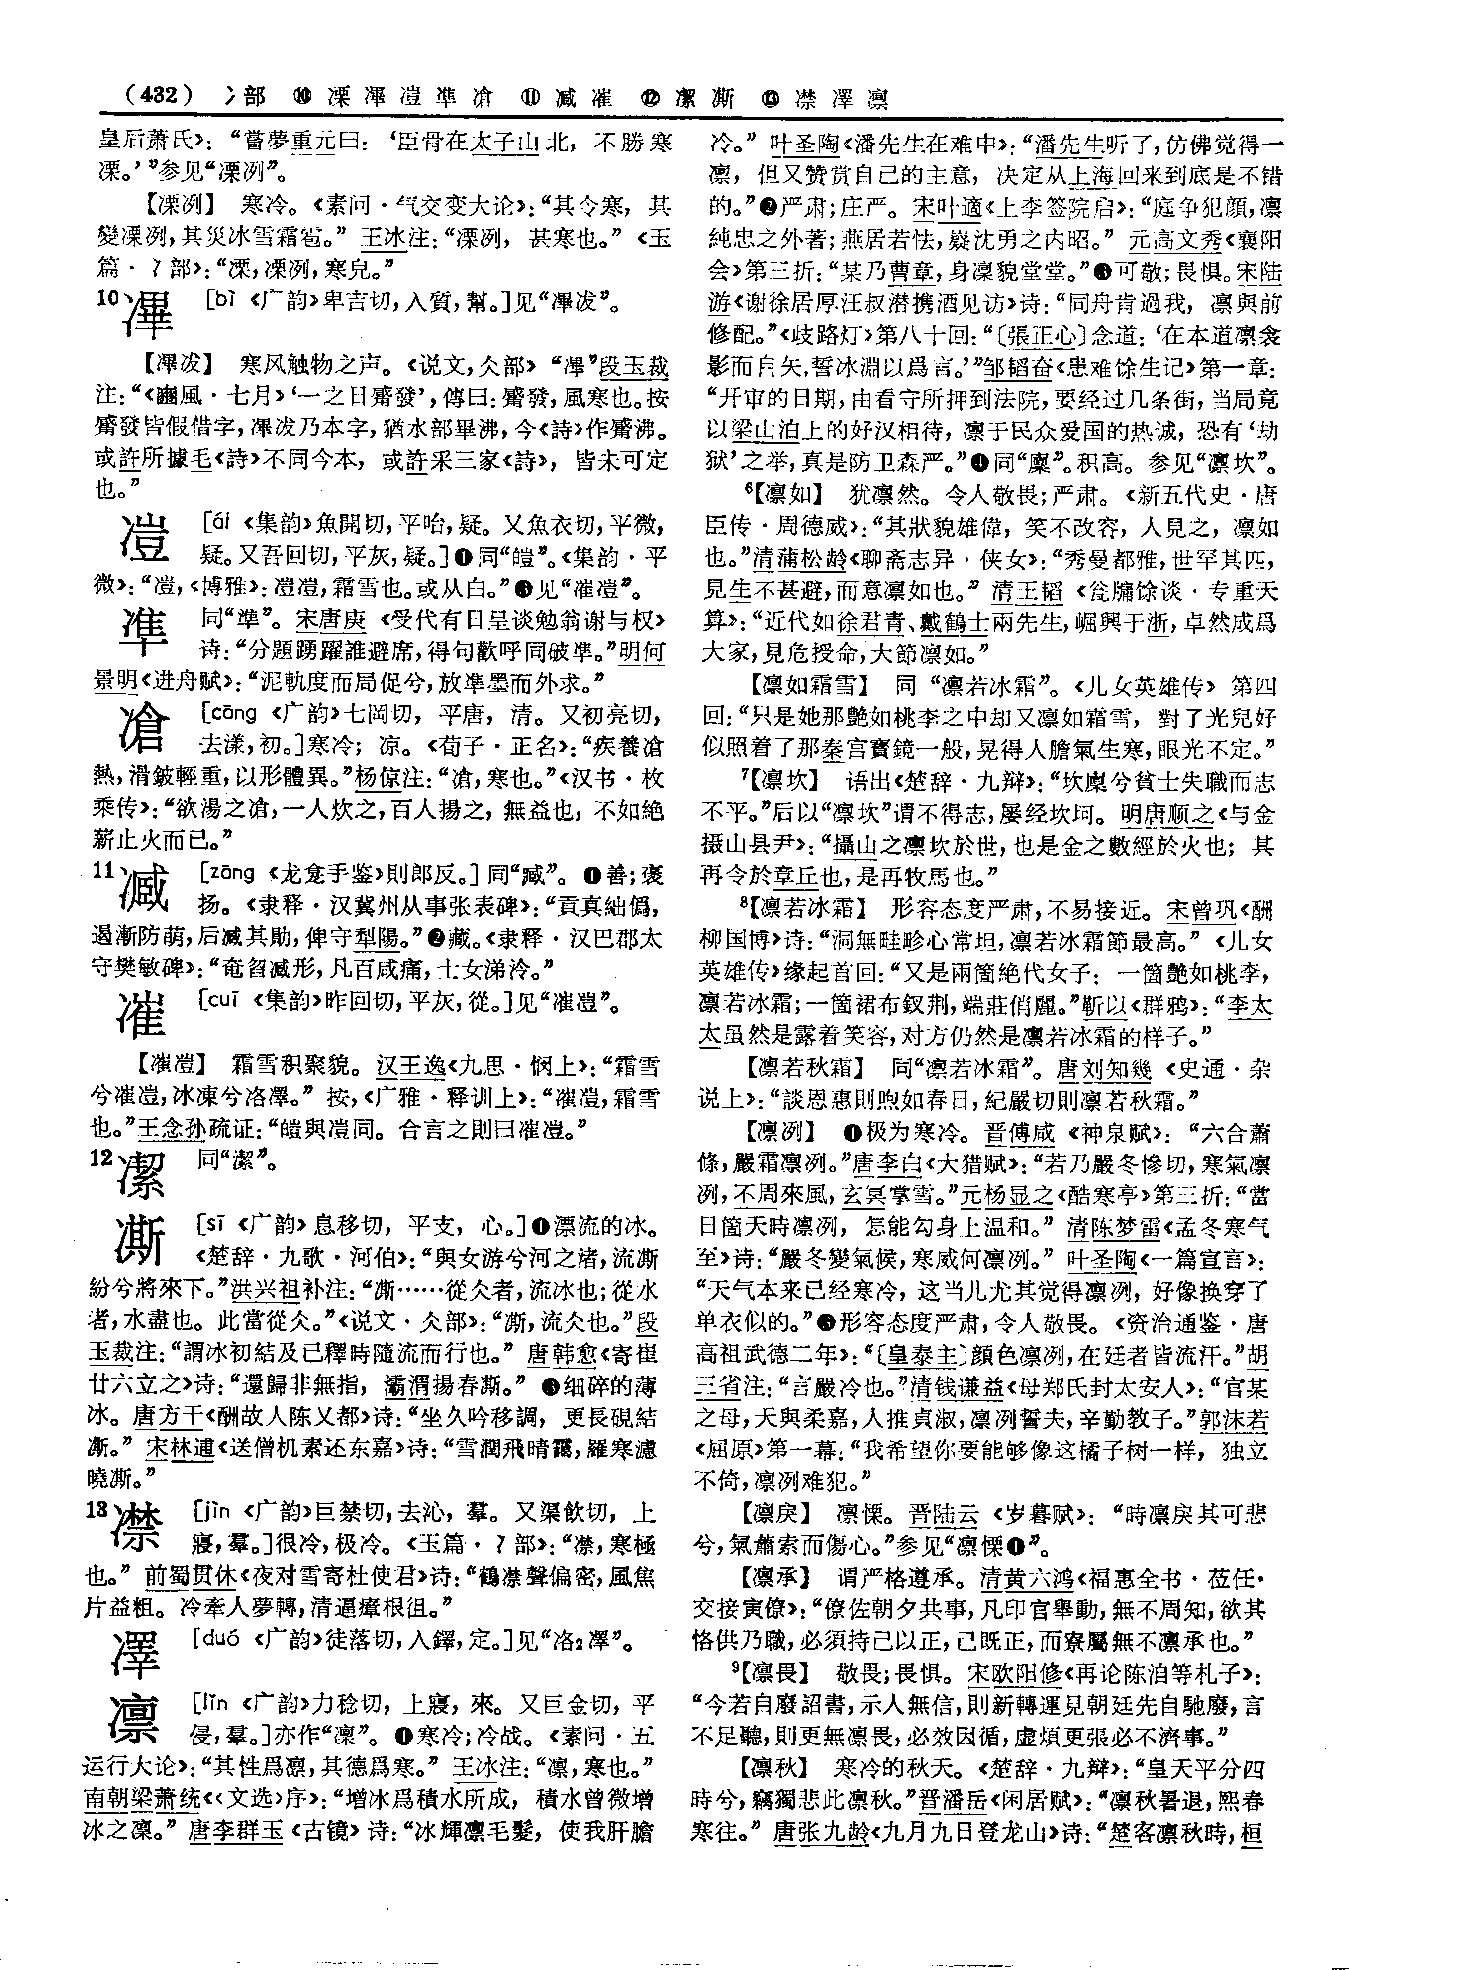 (432) 冫部 ⑩ 凓 滭 凒 凖 凔 ⑪ 凗 ⑫ 凘 ⑬ 凚 凙 凛
皇后萧氏》：“嘗夢重元曰：‘臣骨在太子山北，不勝寒
凓。’”参见“凓冽”。
【凓冽】 寒冷。《素问·气交变大论》：“其令寒，其
變凓冽，其災冰雪霜雹。” 王冰注：“凓冽，甚寒也。”《玉
篇·冫部》：“凓，凓冽，寒皃。”
10 [bì 《广韵》卑吉切，入質，幫。]见“㓖冹”。
【㓖冹】 寒风触物之声。《说文，仌部》“㓖”段玉裁
注：“《豳風·七月》‘一之日觱發’，傳曰：觱發，風寒也。按
觱發皆假借字，㓖冹乃本字，猶水部畢沸，今《詩》作觱沸。
或許所據毛《詩》不同今本，或許采三家《詩》，皆未可定
也。”
凒 [ái 《集韵》魚開切，平咍，疑。又魚衣切，平微，
疑。又吾回切，平灰，疑。]❶同“皚”。《集韵·平
微》：“凒，《博雅》：凒凒，霜雪也。或从白。”❷见“凗凒”。
凖 同“準”。宋唐庚《受代有日呈谈勉翁谢与权》
诗：“分題踴躍誰避席，得句歡呼同破凖。”明何
景明《进舟赋》：“泥軌度而局促兮，放凖墨而外求。”
凔 [cāng 《广韵》七岡切，平唐，清。又初亮切，
去漾，初。]寒冷；凉。《荀子·正名》：“疾養凔
熱，滑鈹輕重，以形體異。”杨倞注：“凔，寒也。”《汉书·枚
乘传》：“欲湯之凔，一人炊之，百人揚之，無益也，不如絶
薪止火而已。”
11 [zāng 《龙龛手鉴》則郎反。]同“臧”。❶善；褒
扬。《隶释·汉冀州从事张表碑》：“貢真絀僞，
遏漸防萌，后减其勛，俾守犁陽。”❷藏。《隶释·汉巴郡太
守樊敏碑》：“奄曶减形，凡百咸痛，士女涕泠。”
凗 [cuī 《集韵》昨回切，平灰，從。]见“凗凒”。
【凗凒】 霜雪积聚貌。汉王逸《九思·悯上》：“霜雪
兮凗凒，冰凍兮洛凙。” 按，《广雅·释训上》：“凗凒，霜雪
也。”王念孙疏证：“皚與凒同。合言之則曰凗凒。”
12 同“潔”。
凘 [sī 《广韵》息移切，平支，心。]❶漂流的冰。
《楚辞·九歌·河伯》：“與女游兮河之渚，流凘
紛兮將來下。”洪兴祖补注：“凘……從仌者，流冰也；從水
者，水盡也。此當從仌。”《说文·仌部》：“凘，流仌也。”段
玉裁注：“謂冰初結及已釋時隨流而行也。” 唐韩愈《寄崔
廿六立之》诗：“還歸非無指，灞渭揚春凘。” ❷细碎的薄
冰。唐方干《酬故人陈乂都》诗：“坐久吟移調，更長硯結
凘。” 宋林逋《送僧机素还东嘉》诗：“雪澗飛晴靄，羅寒濾
曉凘。”
13 凚 [jìn 《广韵》巨禁切，去沁，羣。又渠飲切，上
寑，羣。]很冷，极冷。《玉篇·冫部》：“凚，寒極
也。” 前蜀贯休《夜对雪寄杜使君》诗：“鶴凚聲偏密，風焦
片益粗。冷牽人夢轉，清逼瘴根徂。”
凙 [duó 《广韵》徒落切，入鐸，定。]见“洛2凙”。
凛 [lǐn 《广韵》力稔切，上寑，來。又巨金切，平
侵，羣。]亦作“凜”。❶寒冷；冷战。《素问·五
运行大论》：“其性爲凛，其德爲寒。” 王冰注：“凛，寒也。”
南朝梁萧统《〈文选〉序》：“增冰爲積水所成，積水曾微增
冰之凜。” 唐李群玉《古镜》诗：“冰輝凛毛髮，使我肝膽
冷。” 叶圣陶《潘先生在难中》：“潘先生听了，仿佛觉得一
凛，但又赞赏自己的主意，决定从上海回来到底是不错
的。”❷严肃；庄严。宋叶適《上李签院启》：“庭争犯顔，凛
純忠之外著；燕居若怯，嶷沈勇之内昭。” 元高文秀《襄阳
会》第三折：“某乃曹章，身凜貌堂堂。”❸可敬；畏惧。宋陆
游《谢徐居厚汪叔潜携酒见访》诗：“同舟肯過我，凛與前
修配。”《歧路灯》第八十回：“〔張正心〕念道：‘在本道凛衾
影而自矢，誓冰淵以爲言。’”邹韬奋《患难馀生记》第一章：
“开审的日期，由看守所押到法院，要经过几条街，当局竟
以梁山泊上的好汉相待，凛于民众爱国的热诚，恐有‘劫
狱’之举，真是防卫森严。”❹同“廪”。积高。参见“凛坎”。
6【凛如】 犹凛然。令人敬畏；严肃。《新五代史·唐
臣传·周德威》：“其狀貌雄偉，笑不改容，人見之，凛如
也。”清蒲松龄《聊斋志异·侠女》：“秀曼都雅，世罕其匹，
見生不甚避，而意凛如也。” 清王韬《瓮牖馀谈·专重天
算》：“近代如徐君青、戴鶴士兩先生，崛興于浙，卓然成爲
大家，見危授命，大節凛如。”
【凛如霜雪】 同“凛若冰霜”。《儿女英雄传》第四
回：“只是她那艷如桃李之中却又凛如霜雪，對了光兒好
似照着了那秦宫寶鏡一般，晃得人膽氣生寒，眼光不定。”
7【凛坎】 语出《楚辞·九辩》：“坎廪兮貧士失職而志
不平。”后以“凛坎”谓不得志，屡经坎坷。明唐顺之《与金
摄山县尹》：“攝山之凛坎於世，也是金之數經於火也；其
再令於章丘也，是再牧馬也。”
8【凛若冰霜】 形容态度严肃，不易接近。宋曾巩《酬
柳国博》诗：“洞無畦畛心常坦，凛若冰霜節最高。”《儿女
英雄传》缘起首回：“又是兩箇絶代女子：一箇艷如桃李，
凛若冰霜；一箇裙布釵荆，端莊俏麗。”靳以《群鸦》：“李太
太虽然是露着笑容，对方仍然是凛若冰霜的样子。”
【凛若秋霜】 同“凛若冰霜”。唐刘知幾《史通·杂
说上》：“談恩惠則煦如春日，紀嚴切則凛若秋霜。”
【凛冽】 ❶极为寒冷。晋傅咸《神泉赋》：“六合蕭
條，嚴霜凛冽。”唐李白《大猎赋》：“若乃嚴冬慘切，寒氣凛
冽，不周來風，玄冥掌雪。”元杨显之《酷寒亭》第三折：“當
日箇天時凛冽，怎能勾身上温和。” 清陈梦雷《孟冬寒气
至》诗：“嚴冬變氣候，寒威何凛冽。” 叶圣陶《一篇宣言》：
“天气本来已经寒冷，这当儿尤其觉得凛冽，好像换穿了
单衣似的。”❷形容态度严肃，令人敬畏。《资治通鉴·唐
高祖武德二年》：“〔皇泰主〕顔色凛冽，在廷者皆流汗。”胡
三省注：“言嚴冷也。”清钱谦益《母郑氏封太安人》：“官某
之母，天與柔嘉，人推貞淑，凛冽誓夫，辛勤教子。”郭沫若
《屈原》第一幕：“我希望你要能够像这橘子树一样，独立
不倚，凛冽难犯。”
【凛戾】 凛慄。晋陆云《岁暮赋》：“時凛戾其可悲
兮，氣蕭索而傷心。”参见“凛慄❶”。
【凛承】 谓严格遵承。清黄六鸿《福惠全书·莅任·
交接寅僚》：“僚佐朝夕共事，凡印官舉動，無不周知，欲其
恪供乃職，必須持己以正，己既正，而寮屬無不凛承也。”
9【凛畏】 敬畏；畏惧。宋欧阳修《再论陈洎等札子》：
“今若自廢詔書，示人無信，則新轉運見朝廷先自馳廢，言
不足聽，則更無凛畏，必效因循，虚煩更張必不濟事。”
【凛秋】 寒冷的秋天。《楚辞·九辩》：“皇天平分四
時兮，竊獨悲此凛秋。”晋潘岳《闲居赋》：“凛秋暑退，熙春
寒往。” 唐张九龄《九月九日登龙山》诗：“楚客凛秋時，桓